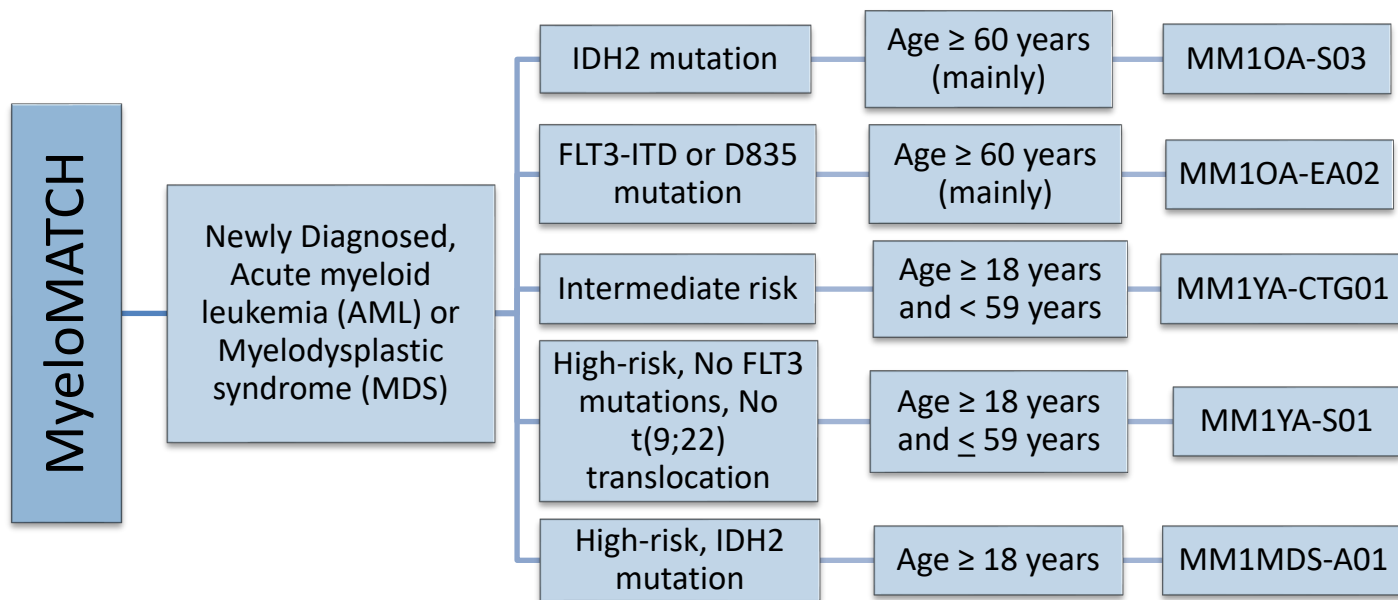 MyeloMATCH
Newly Diagnosed,
Acute myeloid
leukemia (AML) or
Myelodysplastic
syndrome (MDS)
IDH2 mutation
Age ≥ 60 years
(mainly)
MM1OA-S03
FLT3-ITD or D835
mutation
Age ≥ 60 years
(mainly)
MM1OA-EA02
Intermediate risk
Age ≥ 18 years
and < 59 years
MM1YA-CTG01
High-risk, No FLT3
mutations, No
t(9;22)
translocation
Age ≥ 18 years
and ≤ 59 years
MM1YA-S01
High-risk, IDH2
mutation
Age ≥ 18 years
MM1MDS-A01